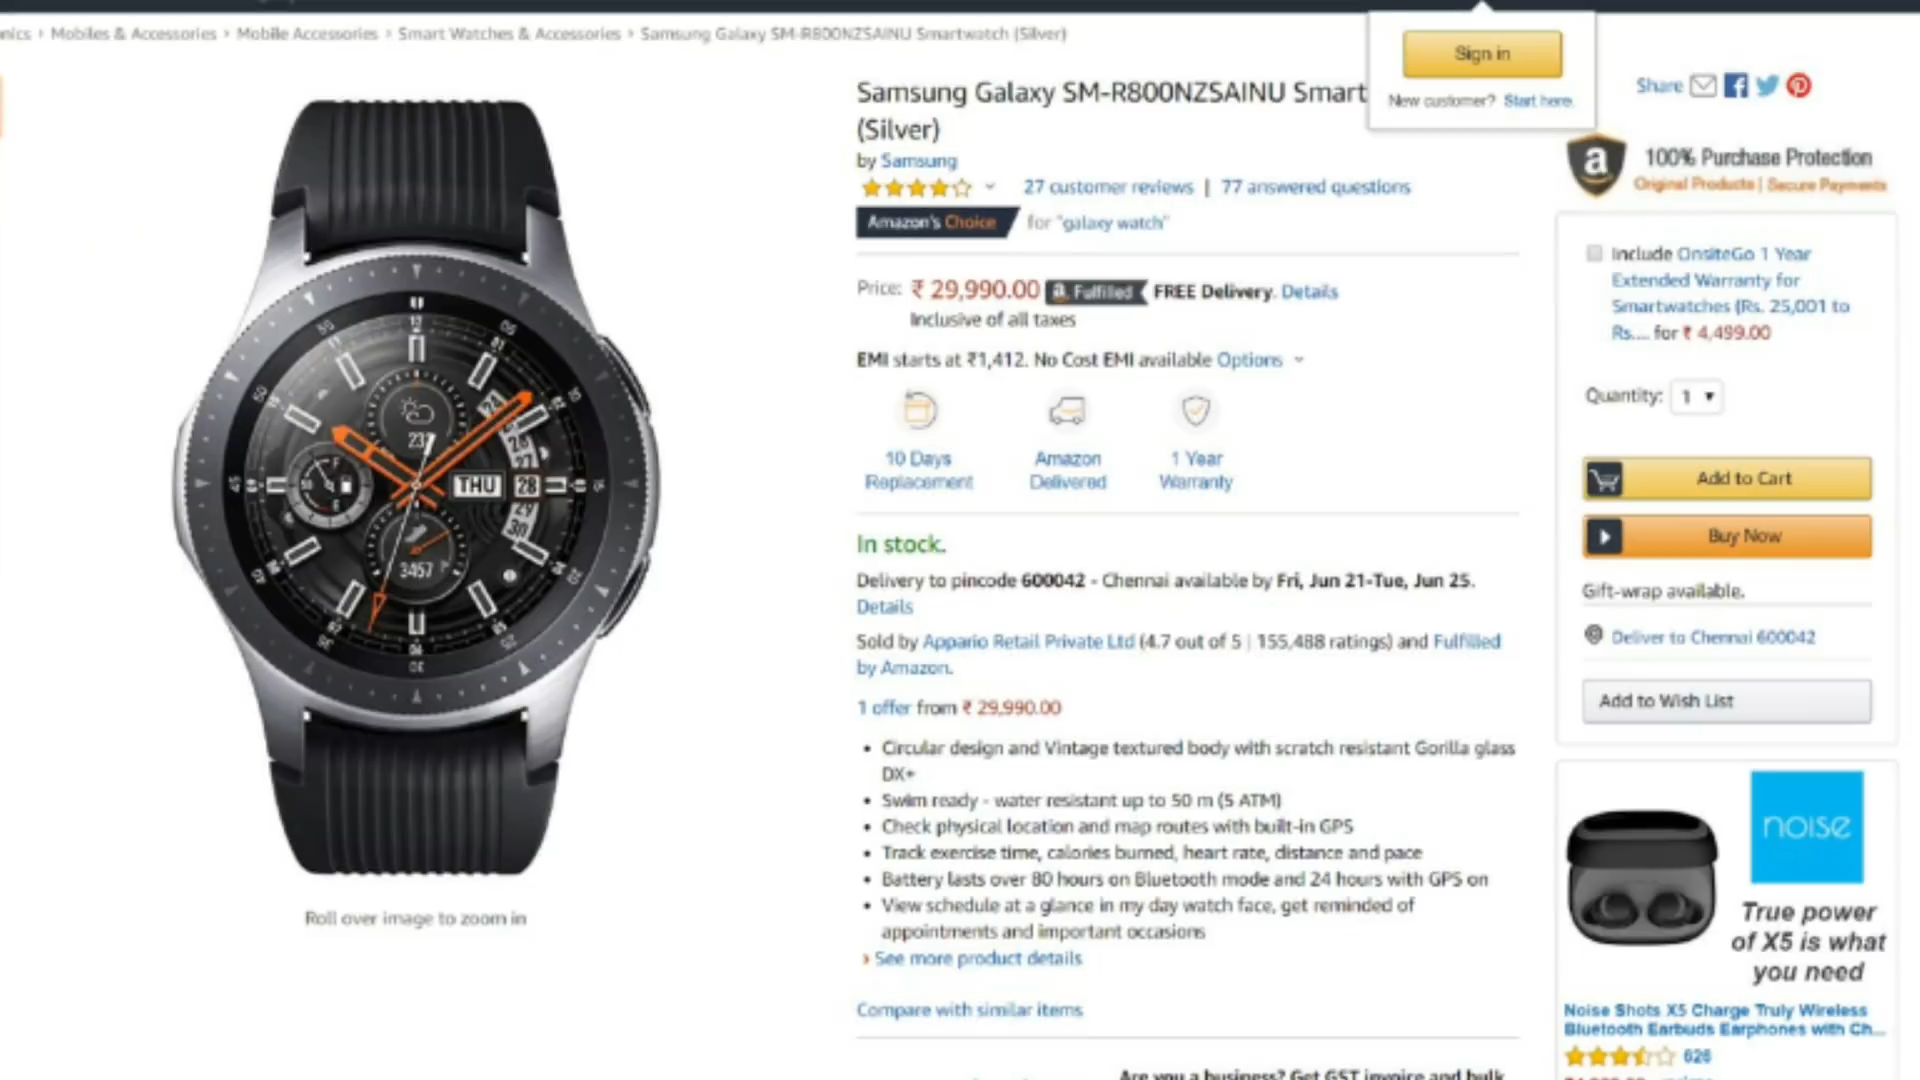 Mobiles & Accessories › Mobile Accessories › Smart Watches & Accessories › Samsung Galaxy SM-R800NZSAINU Smartwatch (Silver)
Sign in
New customer? Start here.
Share
Samsung Galaxy SM-R800NZSAINU Smart
(Silver)
by Samsung
27 customer reviews | 77 answered questions
Amazon's Choice for "galaxy watch"
100% Purchase Protection
Original Products | Secure Payments
Price: ₹ 29,990.00 a Fulfilled FREE Delivery. Details
Inclusive of all taxes
EMI starts at ₹1,412. No Cost EMI available Options
10 Days
Replacement
Amazon
Delivered
1 Year
Warranty
In stock.
Delivery to pincode 600042 - Chennai available by Fri, Jun 21-Tue, Jun 25.
Details
Sold by Appario Retail Private Ltd (4.7 out of 5 | 155,488 ratings) and Fulfilled
by Amazon.
1 offer from ₹ 29,990.00
• Circular design and Vintage textured body with scratch resistant Gorilla glass
DX+
• Swim ready - water resistant up to 50 m (5 ATM)
• Check physical location and map routes with built-in GPS
• Track exercise time, calories burned, heart rate, distance and pace
• Battery lasts over 80 hours on Bluetooth mode and 24 hours with GPS on
• View schedule at a glance in my day watch face, get reminded of
appointments and important occasions
› See more product details
Compare with similar items
Are you a business? Get GST invoice and bulk
Include OnsiteGo 1 Year
Extended Warranty for
Smartwatches (Rs. 25,001 to
Rs.... for ₹ 4,499.00
Quantity: 1
Add to Cart
Buy Now
Gift-wrap available.
Deliver to Chennai 600042
Add to Wish List
noise
True power
of X5 is what
you need
Noise Shots X5 Charge Truly Wireless
Bluetooth Earbuds Earphones with Ch...
626
THU 28
3457
Roll over image to zoom in